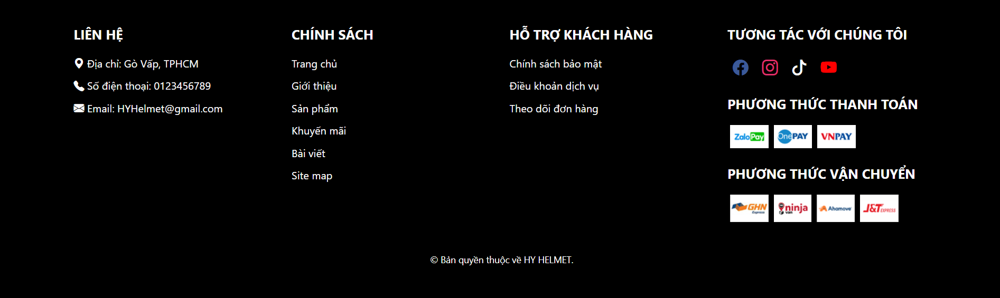 LIÊN HỆ
Địa chỉ: Gò Vấp, TPHCM
Số điện thoại: 0123456789
Email: HYHelmet@gmail.com
CHÍNH SÁCH
Trang chủ
Giới thiệu
Sản phẩm
Khuyến mãi
Bài viết
Site map
HỖ TRỢ KHÁCH HÀNG
Chính sách bảo mật
Điều khoản dịch vụ
Theo dõi đơn hàng
TƯƠNG TÁC VỚI CHÚNG TÔI
PHƯƠNG THỨC THANH TOÁN
ZaloPay
OnePAY
VNPAY
PHƯƠNG THỨC VẬN CHUYỂN
GHN
Express
ninja
van
Ahamove
J&T EXPRESS
© Bản quyền thuộc về HY HELMET.